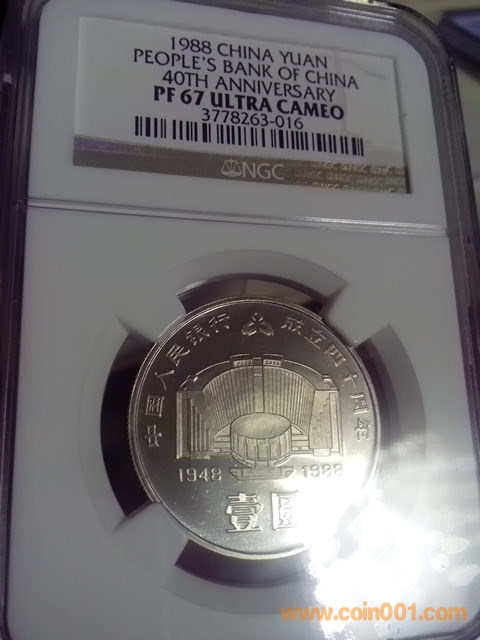 1988 CHINA YUAN
PEOPLE'S BANK OF CHINA
40TH ANNIVERSARY
PF 67 ULTRA CAMEO
3778263-016
NGC
中国人民银行 成立四十周年
1948 1988
壹圆
www.coin001.com